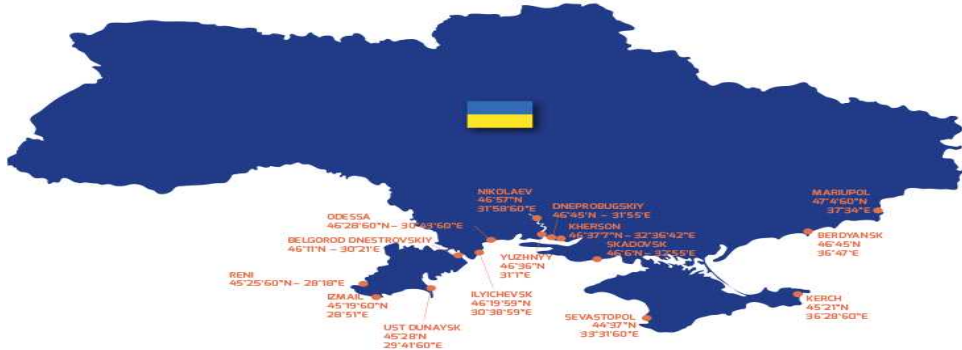 NIKOLAEV
46°57'N
31°58'60"E
DNEPROBUGSKIY
46°45'N – 31°55'E
KHERSON
46°37'7"N – 32°36'42"E
SKADOVSK
46°6'N – 32°55'E
MARIUPOL
47°4'60"N
37°34'E
ODESSA
46°28'60"N – 30°43'60"E
BELGOROD DNESTROVSKIY
46°11'N – 30°21'E
YUZHNYY
46°36'N
31°1'E
BERDYANSK
46°45'N
36°47'E
RENI
45°25'60"N – 28°18'E
IZMAIL
45°19'60"N
28°51'E
ILYICHEVSK
46°19'59"N
30°38'59"E
UST DUNAYSK
45°28'N
29°41'60"E
SEVASTOPOL
44°37'N
33°31'60"E
KERCH
45°21'N
36°28'60"E